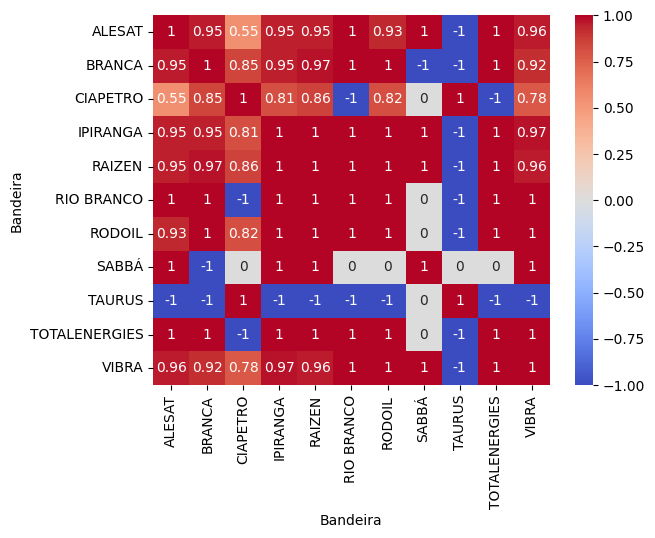 ALESAT 1 0.95 0.55 0.95 0.95 1 0.93 1 -1 1 0.96
BRANCA 0.95 1 0.85 0.95 0.97 1 1 -1 -1 1 0.92
CIAPETRO 0.55 0.85 1 0.81 0.86 -1 0.82 0 1 -1 0.78
IPIRANGA 0.95 0.95 0.81 1 1 1 1 1 -1 1 0.97
RAIZEN 0.95 0.97 0.86 1 1 1 1 1 -1 1 0.96
RIO BRANCO 1 1 -1 1 1 1 1 0 -1 1 1
RODOIL 0.93 1 0.82 1 1 1 1 0 -1 1 1
SABBÁ 1 -1 0 1 1 0 0 1 0 0 1
TAURUS -1 -1 1 -1 -1 -1 -1 0 1 -1 -1
TOTALENERGIES 1 1 -1 1 1 1 1 0 -1 1 1
VIBRA 0.96 0.92 0.78 0.97 0.96 1 1 1 -1 1 1
Bandeira
ALESAT
BRANCA
CIAPETRO
IPIRANGA
RAIZEN
RIO BRANCO
RODOIL
SABBÁ
TAURUS
TOTALENERGIES
VIBRA
Bandeira
1.00
0.75
0.50
0.25
0.00
−0.25
−0.50
−0.75
−1.00